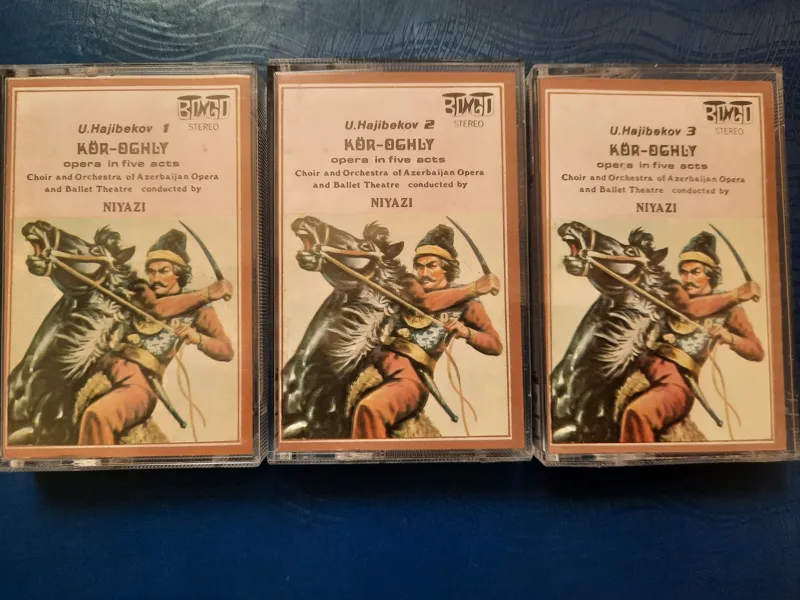 BINGO
STEREO
U.Hajibekov 1
KÖR-OGHLY
opera in five acts
Choir and Orchestra of Azerbaijan Opera
and Ballet Theatre conducted by
NIYAZI
BINGO
STEREO
U.Hajibekov 2
KÖR-OGHLY
opera in five acts
Choir and Orchestra of Azerbaijan Opera
and Ballet Theatre conducted by
NIYAZI
BINGO
STEREO
U.Hajibekov 3
KÖR-OGHLY
opera in five acts
Choir and Orchestra of Azerbaijan Opera
and Ballet Theatre conducted by
NIYAZI